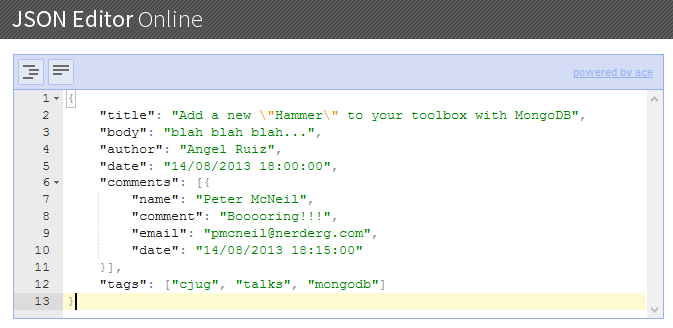 JSON Editor Online
powered by ace
1 {
2 "title": "Add a new \"Hammer\" to your toolbox with MongoDB",
3 "body": "blah blah blah...",
4 "author": "Angel Ruiz",
5 "date": "14/08/2013 18:00:00",
6 "comments": [{
7 "name": "Peter McNeil",
8 "comment": "Booooring!!!",
9 "email": "pmcneil@nerderg.com",
10 "date": "14/08/2013 18:15:00"
11 }],
12 "tags": ["cjug", "talks", "mongodb"]
13 }